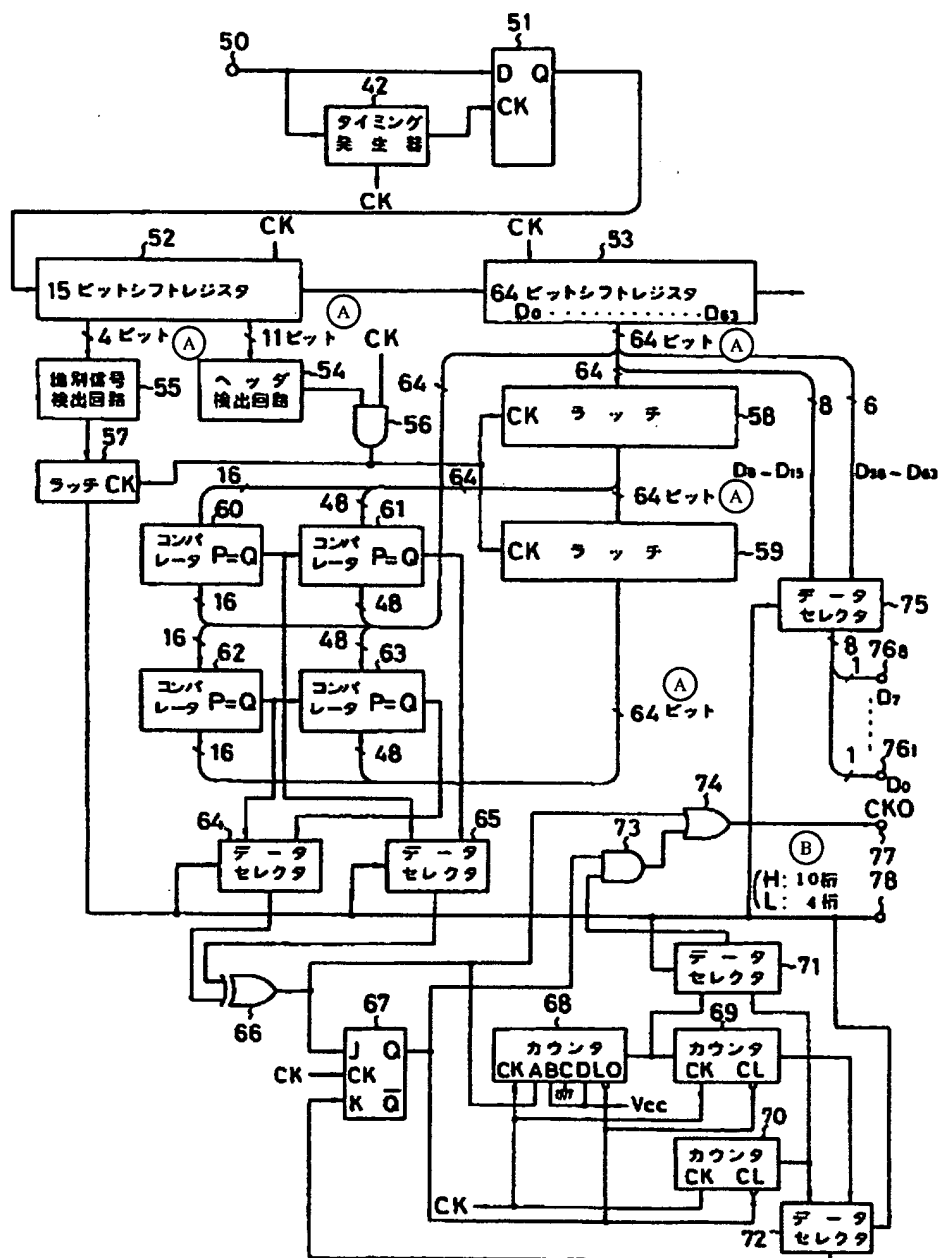 50
51
D Q
CK
42
タイミング
発生器
CK
52
CK
15ビットシフトレジスタ
CK
53
64ビットシフトレジスタ
D0 ............ D63
4ビット Ⓐ
11ビット Ⓐ
CK
64ビット Ⓐ
64
64
8
6
識別信号
検出回路
55
ヘッダ
検出回路
54
56
CK ラッチ
58
57
ラッチ CK
16
48
64
64ビット Ⓐ
D8~D15
D56~D63
60
コンパ
レータ P=Q
61
コンパ
レータ P=Q
CK ラッチ
59
16
48
データ
セレクタ
75
16
48
62
コンパ
レータ P=Q
63
コンパ
レータ P=Q
8
1
768
D7
16
48
64ビット Ⓐ
1
761
D0
CKO
77
74
73
64
データ
セレクタ
65
データ
セレクタ
Ⓑ
H: 10桁
L: 4桁
78
66
データ
セレクタ
71
67
J Q
CK
CK
K Q̄
68
カウンタ
CK A B C D LO
Vcc
69
カウンタ
CK CL
70
カウンタ
CK CL
CK
72
データ
セレクタ